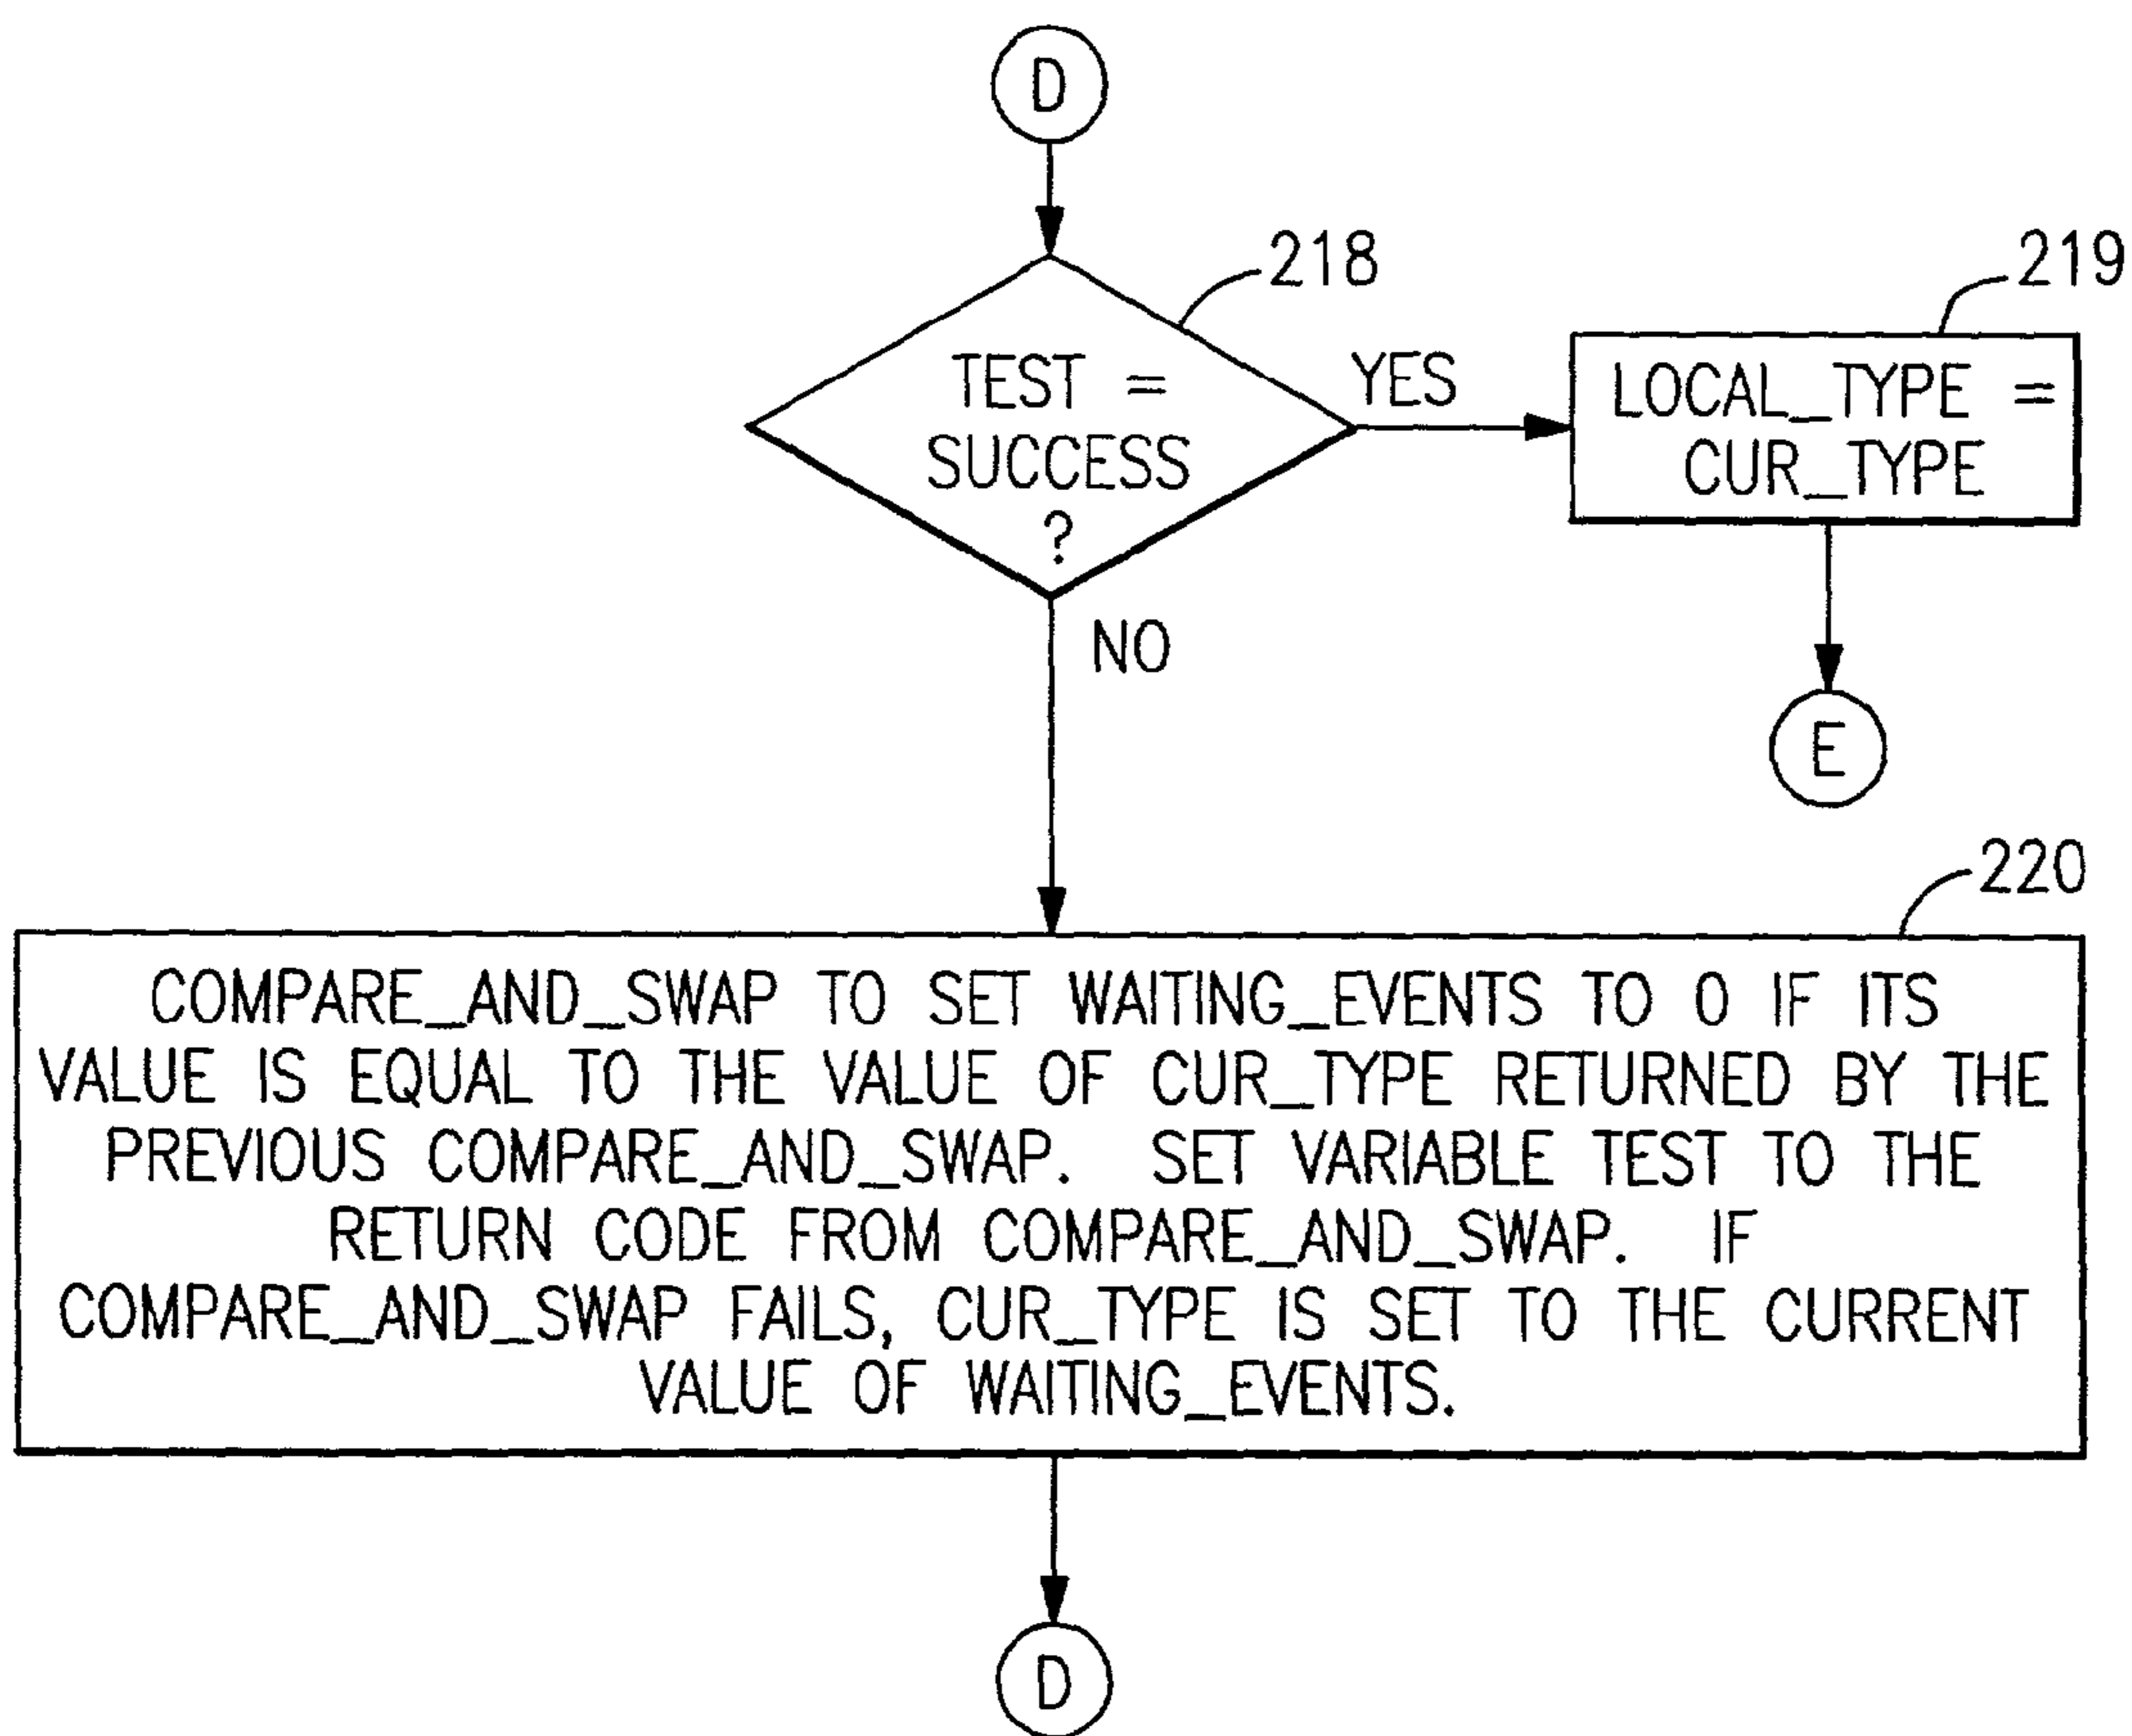 D
218
TEST =
SUCCESS
?
YES
219
LOCAL_TYPE =
CUR_TYPE
NO
E
220
COMPARE_AND_SWAP TO SET WAITING_EVENTS TO 0 IF ITS
VALUE IS EQUAL TO THE VALUE OF CUR_TYPE RETURNED BY THE
PREVIOUS COMPARE_AND_SWAP. SET VARIABLE TEST TO THE
RETURN CODE FROM COMPARE_AND_SWAP. IF
COMPARE_AND_SWAP FAILS, CUR_TYPE IS SET TO THE CURRENT
VALUE OF WAITING_EVENTS.
D